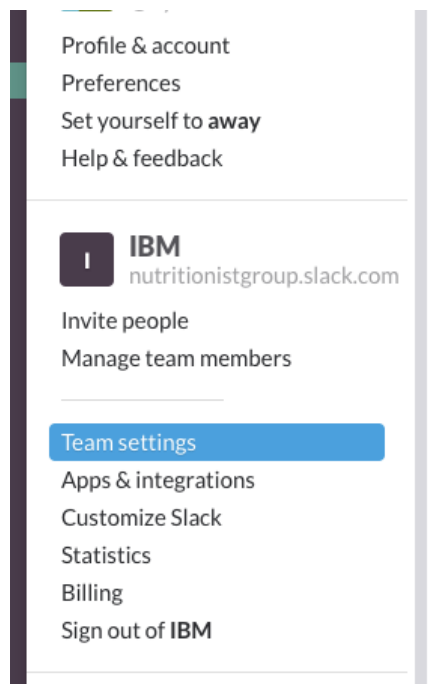 Profile & account
Preferences
Set yourself to away
Help & feedback
I
IBM
nutritionistgroup.slack.com
Invite people
Manage team members
Team settings
Apps & integrations
Customize Slack
Statistics
Billing
Sign out of IBM